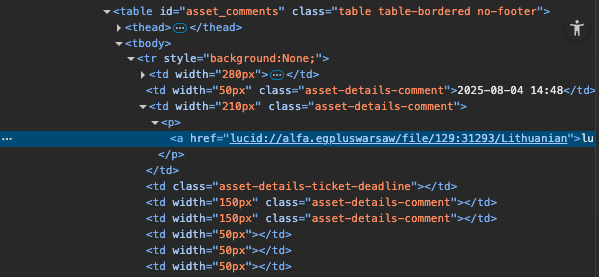 ▼<table id="asset_comments" class="table table-bordered no-footer">
▶<thead>…</thead>
▼<tbody>
▼<tr style="background:None;">
▶<td width="280px">…</td>
<td width="50px" class="asset-details-comment">2025-08-04 14:48</td>
▼<td width="210px" class="asset-details-comment">
▼<p>
…<a href="lucid://alfa.egpluswarsaw/file/129:31293/Lithuanian">lu
</p>
</td>
<td class="asset-details-ticket-deadline"></td>
<td width="150px" class="asset-details-comment"></td>
<td width="150px" class="asset-details-comment"></td>
<td width="50px"></td>
<td width="50px"></td>
<td width="50px"></td>